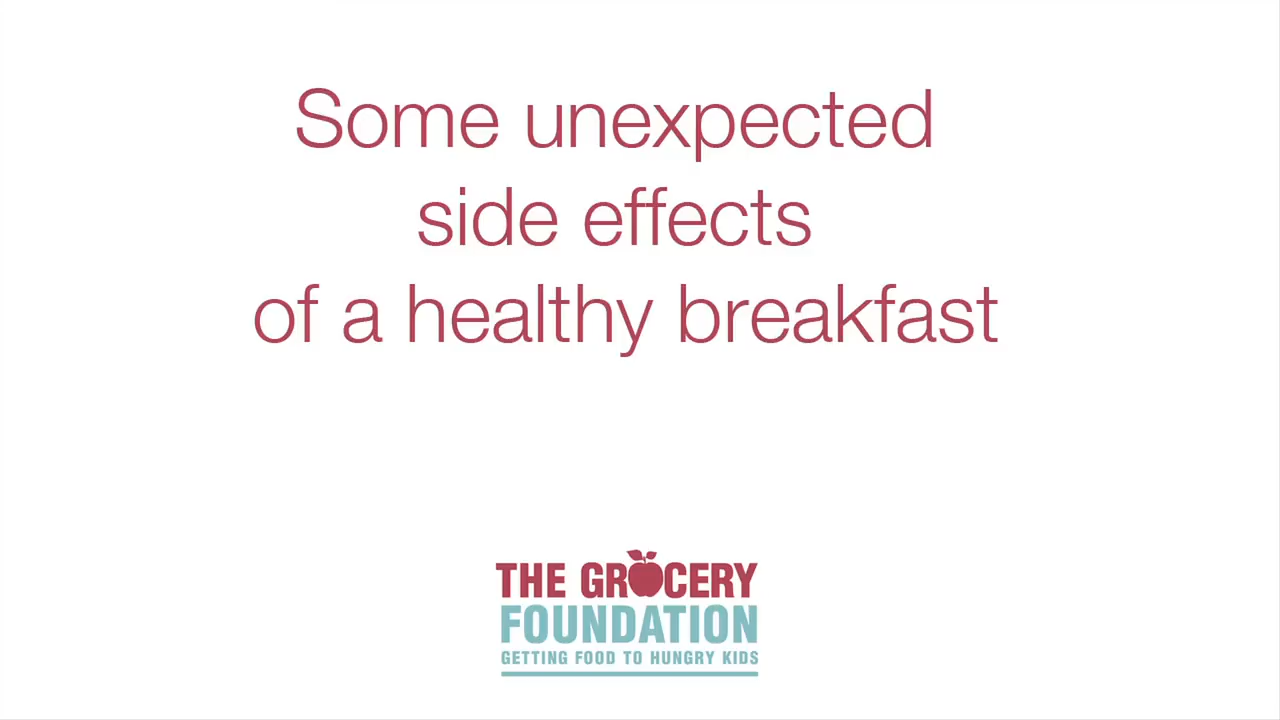 Some unexpected
side effects
of a healthy breakfast
THE GROCERY
FOUNDATION
GETTING FOOD TO HUNGRY KIDS